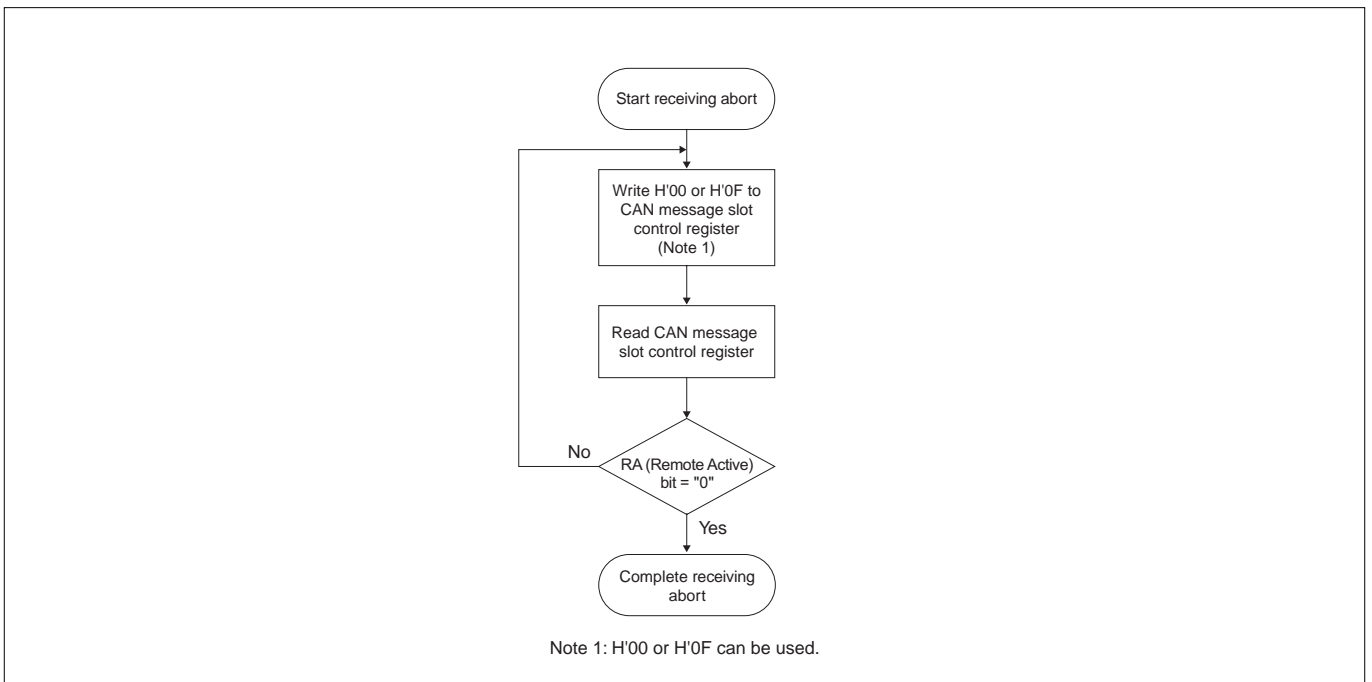 Start receiving abort
Write H'00 or H'0F to
CAN message slot
control register
(Note 1)
Read CAN message
slot control register
No
RA (Remote Active)
bit = "0"
Yes
Complete receiving
abort
Note 1: H'00 or H'0F can be used.